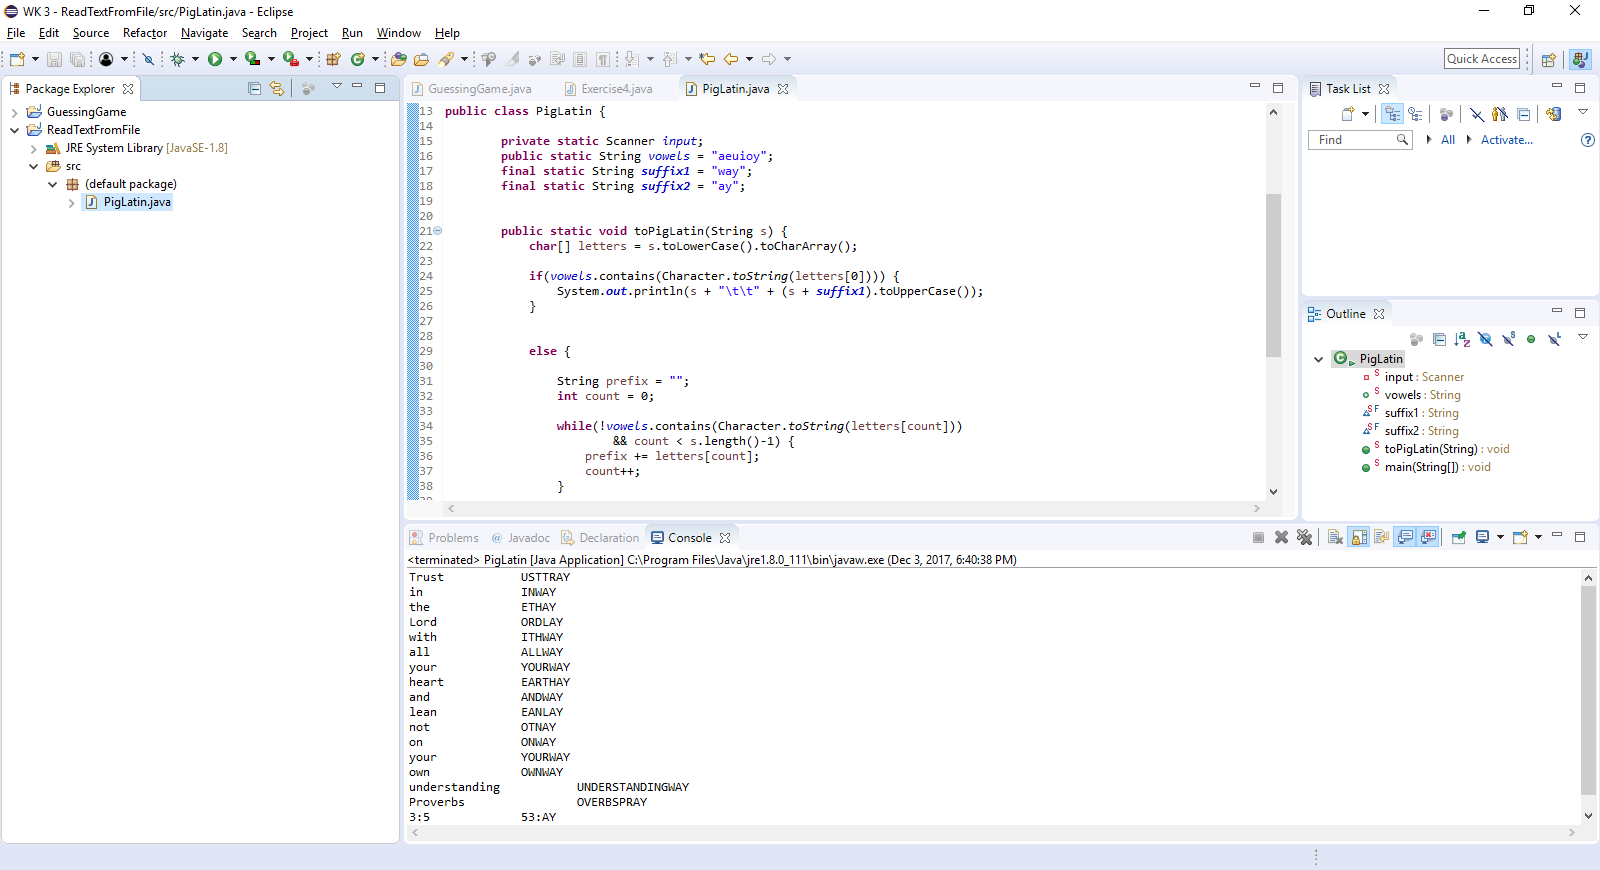 WK 3 - ReadTextFromFile/src/PigLatin.java - Eclipse
File Edit Source Refactor Navigate Search Project Run Window Help
Quick Access
Package Explorer
GuessingGame
ReadTextFromFile
JRE System Library [JavaSE-1.8]
src
(default package)
PigLatin.java
GuessingGame.java Exercise4.java PigLatin.java
13 public class PigLatin {
14
15 private static Scanner input;
16 public static String vowels = "aeuioy";
17 final static String suffix1 = "way";
18 final static String suffix2 = "ay";
19
20
21 public static void toPigLatin(String s) {
22 char[] letters = s.toLowerCase().toCharArray();
23
24 if(vowels.contains(Character.toString(letters[0]))) {
25 System.out.println(s + "\t\t" + (s + suffix1).toUpperCase());
26 }
27
28
29 else {
30
31 String prefix = "";
32 int count = 0;
33
34 while(!vowels.contains(Character.toString(letters[count]))
35 && count < s.length()-1) {
36 prefix += letters[count];
37 count++;
38 }
Task List
Find All Activate...
Outline
PigLatin
input : Scanner
vowels : String
suffix1 : String
suffix2 : String
toPigLatin(String) : void
main(String[]) : void
Problems @ Javadoc Declaration Console
<terminated> PigLatin [Java Application] C:\Program Files\Java\jre1.8.0_111\bin\javaw.exe (Dec 3, 2017, 6:40:38 PM)
Trust USTTRAY
in INWAY
the ETHAY
Lord ORDLAY
with ITHWAY
all ALLWAY
your YOURWAY
heart EARTHAY
and ANDWAY
lean EANLAY
not OTNAY
on ONWAY
your YOURWAY
own OWNWAY
understanding UNDERSTANDINGWAY
Proverbs OVERBSPRAY
3:5 53:AY